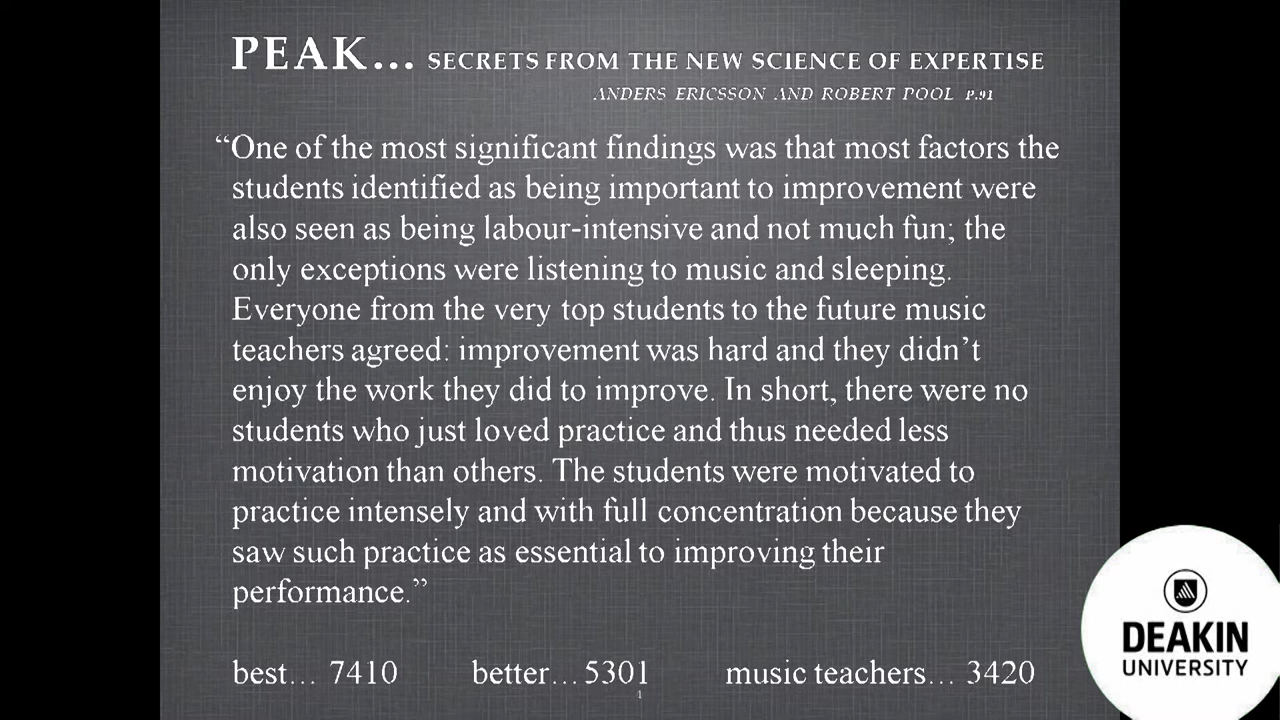 PEAK... SECRETS FROM THE NEW SCIENCE OF EXPERTISE
ANDERS ERICSSON AND ROBERT POOL P.91
“One of the most significant findings was that most factors the
students identified as being important to improvement were
also seen as being labour-intensive and not much fun; the
only exceptions were listening to music and sleeping.
Everyone from the very top students to the future music
teachers agreed: improvement was hard and they didn’t
enjoy the work they did to improve. In short, there were no
students who just loved practice and thus needed less
motivation than others. The students were motivated to
practice intensely and with full concentration because they
saw such practice as essential to improving their
performance.”
best... 7410 better... 5301 music teachers... 3420
1
DEAKIN
UNIVERSITY